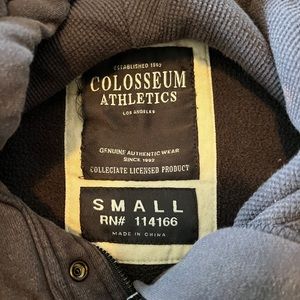 ESTABLISHED 1992
COLOSSEUM
ATHLETICS
LOS ANGELES
GENUINE AUTHENTIC WEAR
SINCE 1992
COLLEGIATE LICENSED PRODUCT
SMALL
RN# 114166
MADE IN CHINA